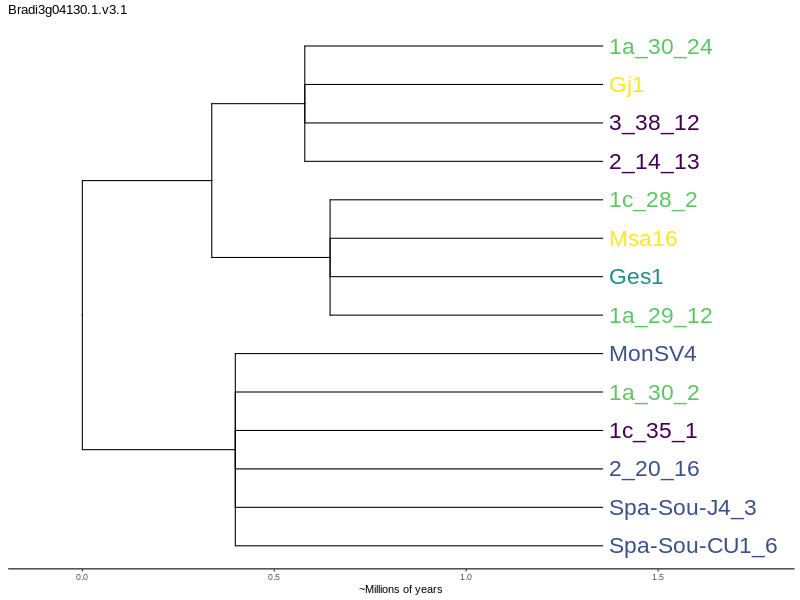 Bradi3g04130.1.v3.1
1a_30_24
Gj1
3_38_12
2_14_13
1c_28_2
Msa16
Ges1
1a_29_12
MonSV4
1a_30_2
1c_35_1
2_20_16
Spa-Sou-J4_3
Spa-Sou-CU1_6
0.0 0.5 1.0 1.5
~Millions of years